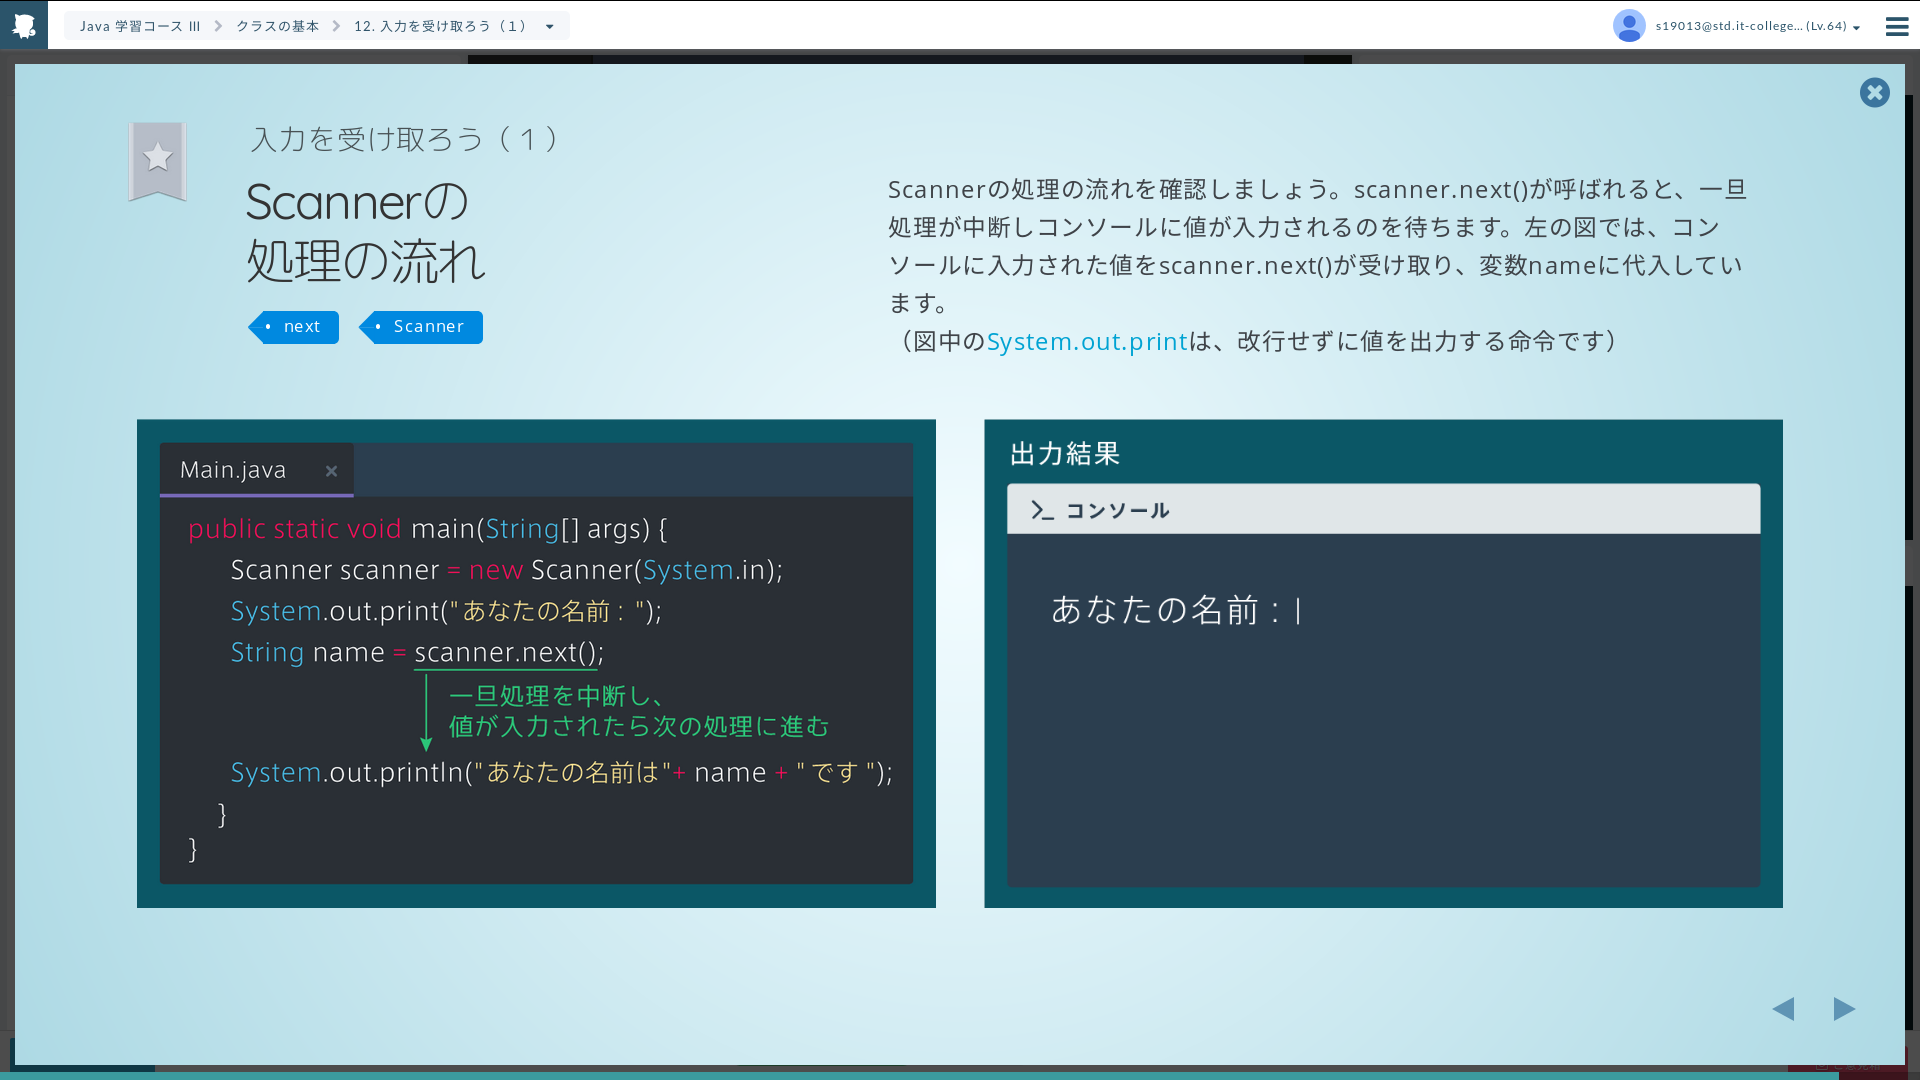 Java 学習コース III
クラスの基本
12. 入力を受け取ろう（１）
s19013@std.it-college... (Lv.64)
入力を受け取ろう（１）
Scannerの
処理の流れ
next
Scanner
Scannerの処理の流れを確認しましょう。scanner.next()が呼ばれると、一旦
処理が中断しコンソールに値が入力されるのを待ちます。左の図では、コン
ソールに入力された値をscanner.next()が受け取り、変数nameに代入してい
ます。
（図中のSystem.out.printは、改行せずに値を出力する命令です）
Main.java
public static void main(String[] args) {
Scanner scanner = new Scanner(System.in);
System.out.print("あなたの名前 : ");
String name = scanner.next();
一旦処理を中断し、
値が入力されたら次の処理に進む
System.out.println("あなたの名前は"+ name + " です ");
}
}
出力結果
コンソール
あなたの名前 : |